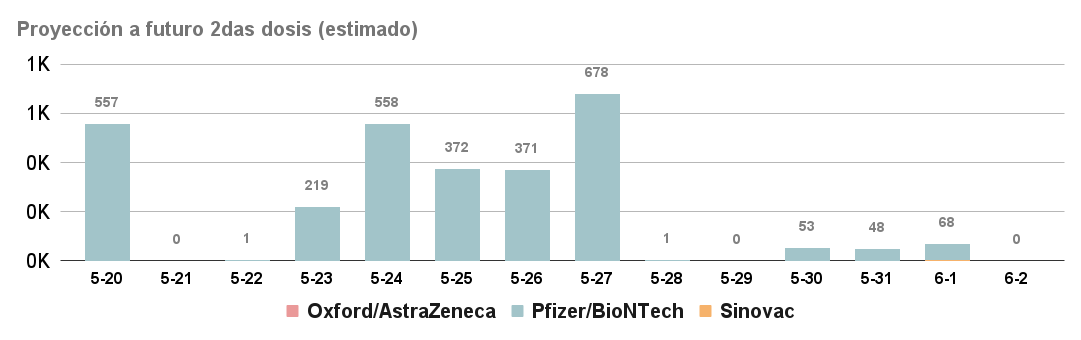 Proyección a futuro 2das dosis (estimado)
1K
1K
0K
0K
0K
557
0
1
219
558
372
371
678
1
0
53
48
68
0
5-20 5-21 5-22 5-23 5-24 5-25 5-26 5-27 5-28 5-29 5-30 5-31 6-1 6-2
Oxford/AstraZeneca Pfizer/BioNTech Sinovac